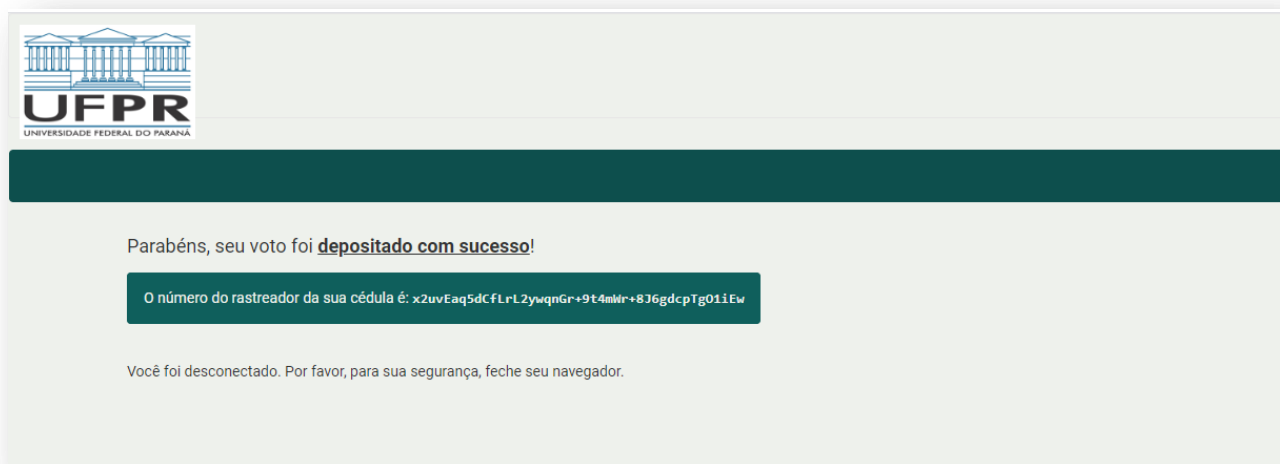 UFPR
UNIVERSIDADE FEDERAL DO PARANÁ
Parabéns, seu voto foi depositado com sucesso!
O número do rastreador da sua cédula é: x2uvEaq5dCfLrL2ywqnGr+9t4mWr+8J6gdcpTgO1iEw
Você foi desconectado. Por favor, para sua segurança, feche seu navegador.